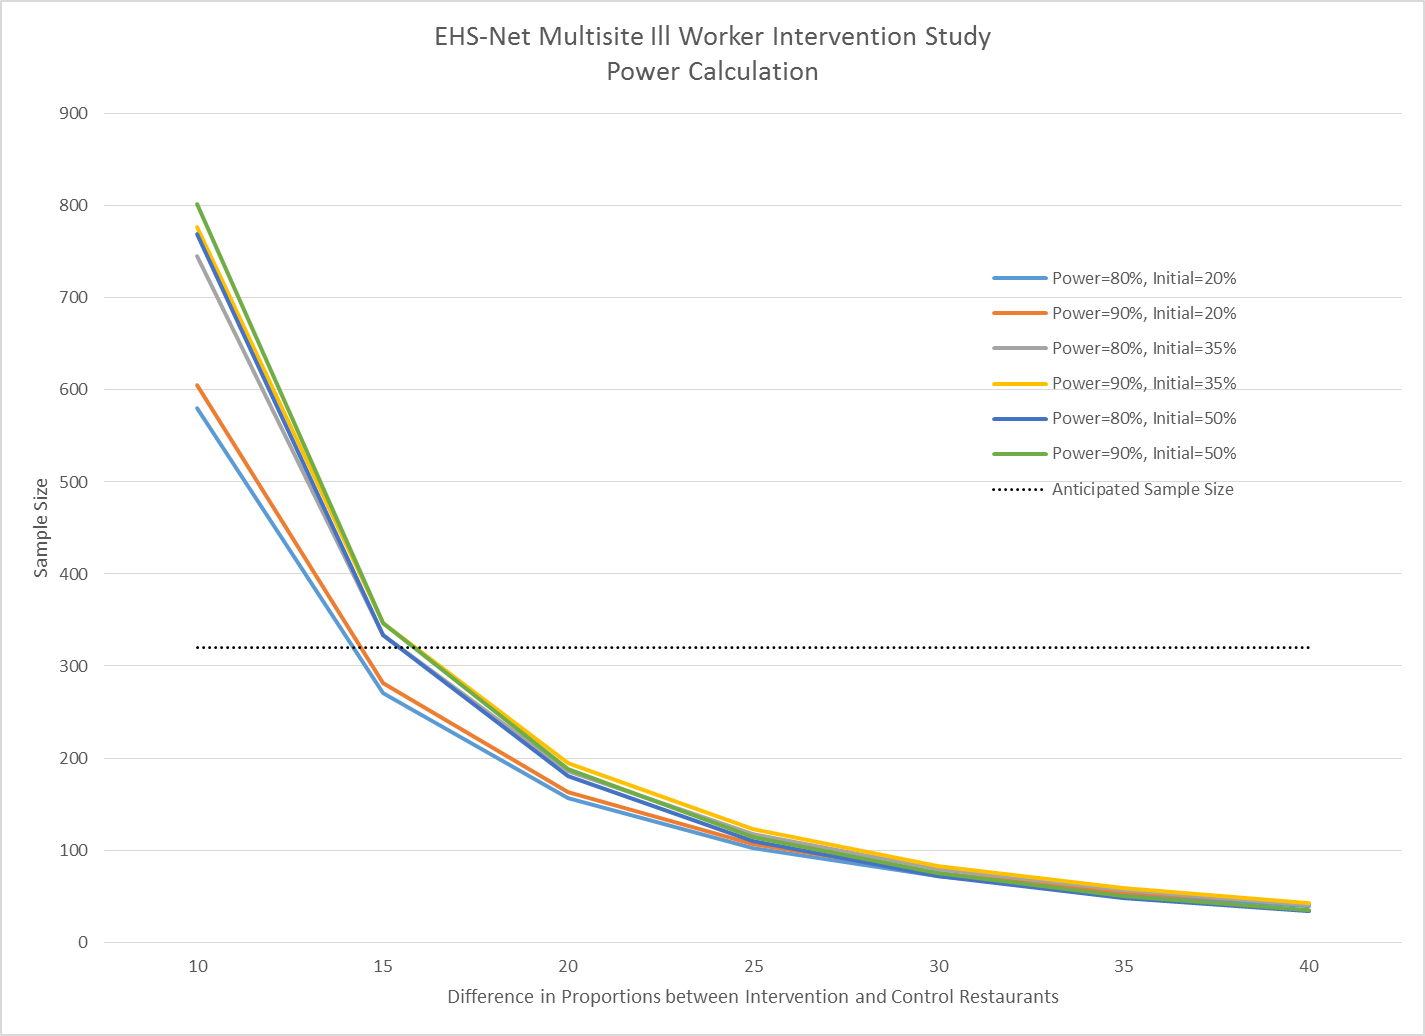 EHS-Net Multisite Ill Worker Intervention Study
Power Calculation
900
800
700
600
500
400
300
200
100
0
Sample Size
Power=80%, Initial=20%
Power=90%, Initial=20%
Power=80%, Initial=35%
Power=90%, Initial=35%
Power=80%, Initial=50%
Power=90%, Initial=50%
Anticipated Sample Size
10 15 20 25 30 35 40
Difference in Proportions between Intervention and Control Restaurants